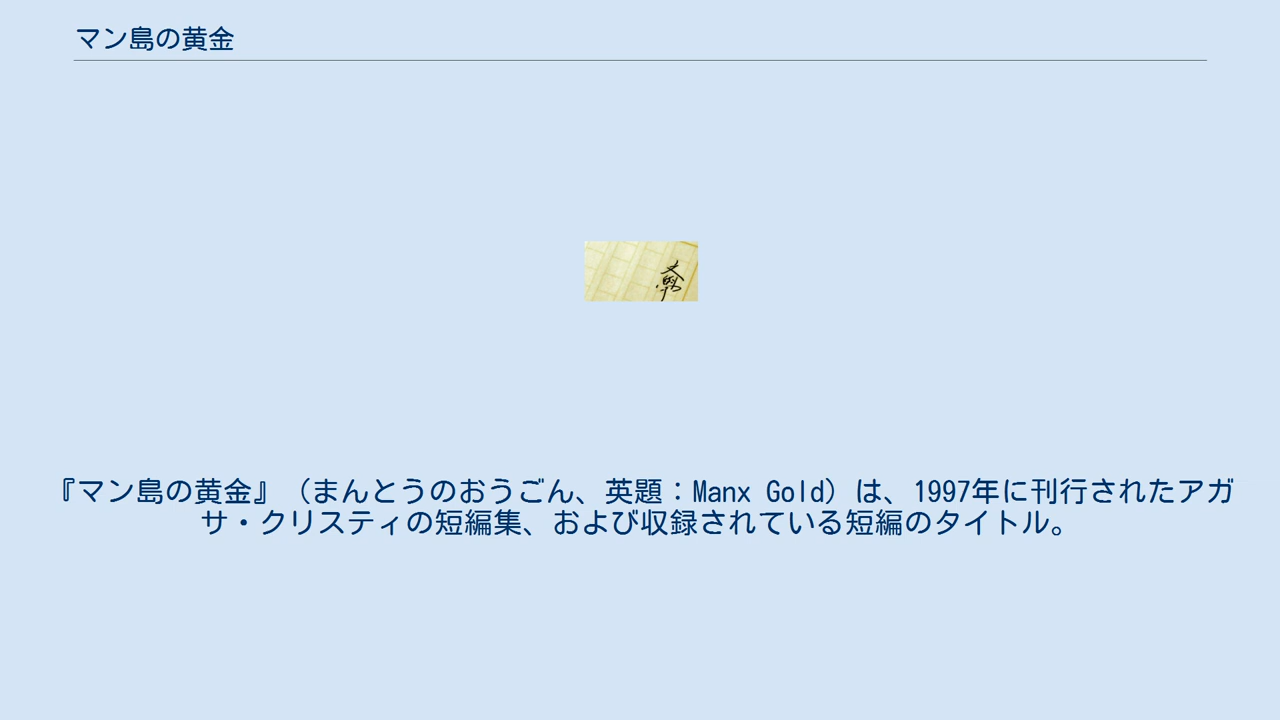 マン島の黄金
『マン島の黄金』（まんとうのおうごん、英題：Manx Gold）は、1997年に刊行されたアガ
サ・クリスティの短編集、および収録されている短編のタイトル。